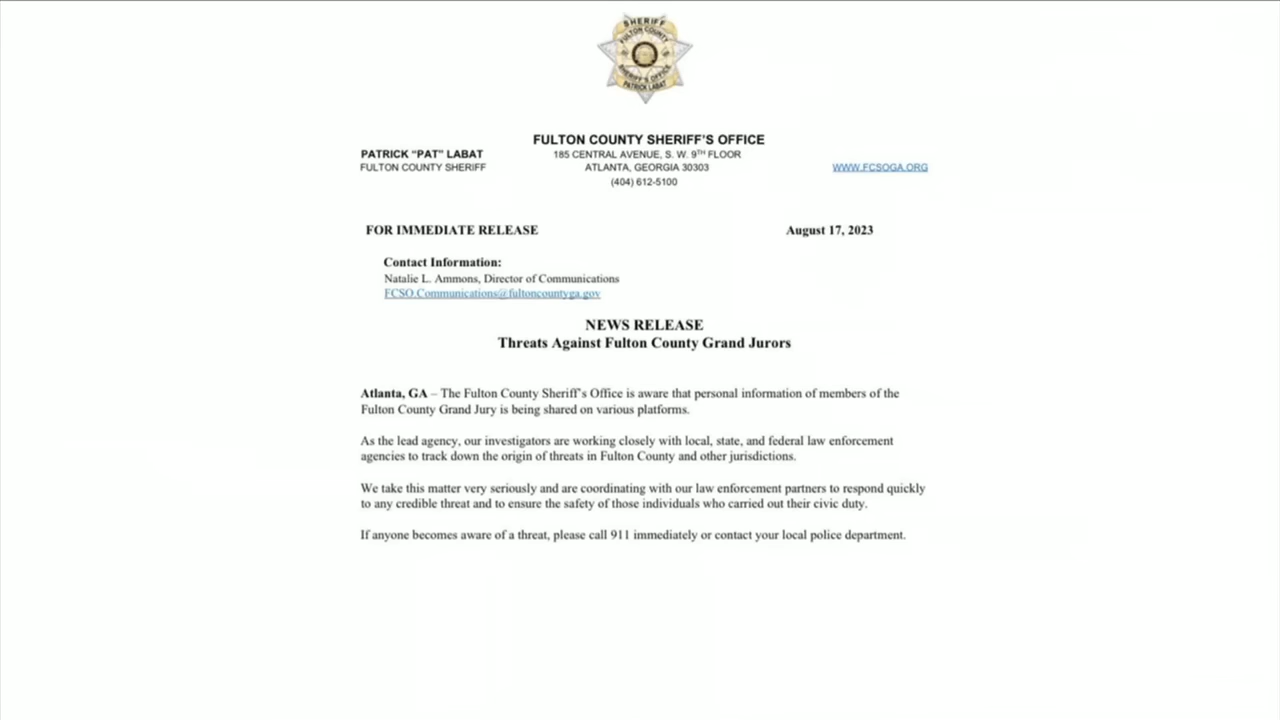 SHERIFF
FULTON COUNTY
SHERIFF'S OFFICE
PATRICK LABAT
FULTON COUNTY SHERIFF'S OFFICE
PATRICK “PAT” LABAT
185 CENTRAL AVENUE, S. W. 9TH FLOOR
FULTON COUNTY SHERIFF
ATLANTA, GEORGIA 30303
WWW.FCSOGA.ORG
(404) 612-5100
FOR IMMEDIATE RELEASE
August 17, 2023
Contact Information:
Natalie L. Ammons, Director of Communications
FCSO.Communications@fultoncountyga.gov
NEWS RELEASE
Threats Against Fulton County Grand Jurors
Atlanta, GA – The Fulton County Sheriff's Office is aware that personal information of members of the
Fulton County Grand Jury is being shared on various platforms.
As the lead agency, our investigators are working closely with local, state, and federal law enforcement
agencies to track down the origin of threats in Fulton County and other jurisdictions.
We take this matter very seriously and are coordinating with our law enforcement partners to respond quickly
to any credible threat and to ensure the safety of those individuals who carried out their civic duty.
If anyone becomes aware of a threat, please call 911 immediately or contact your local police department.